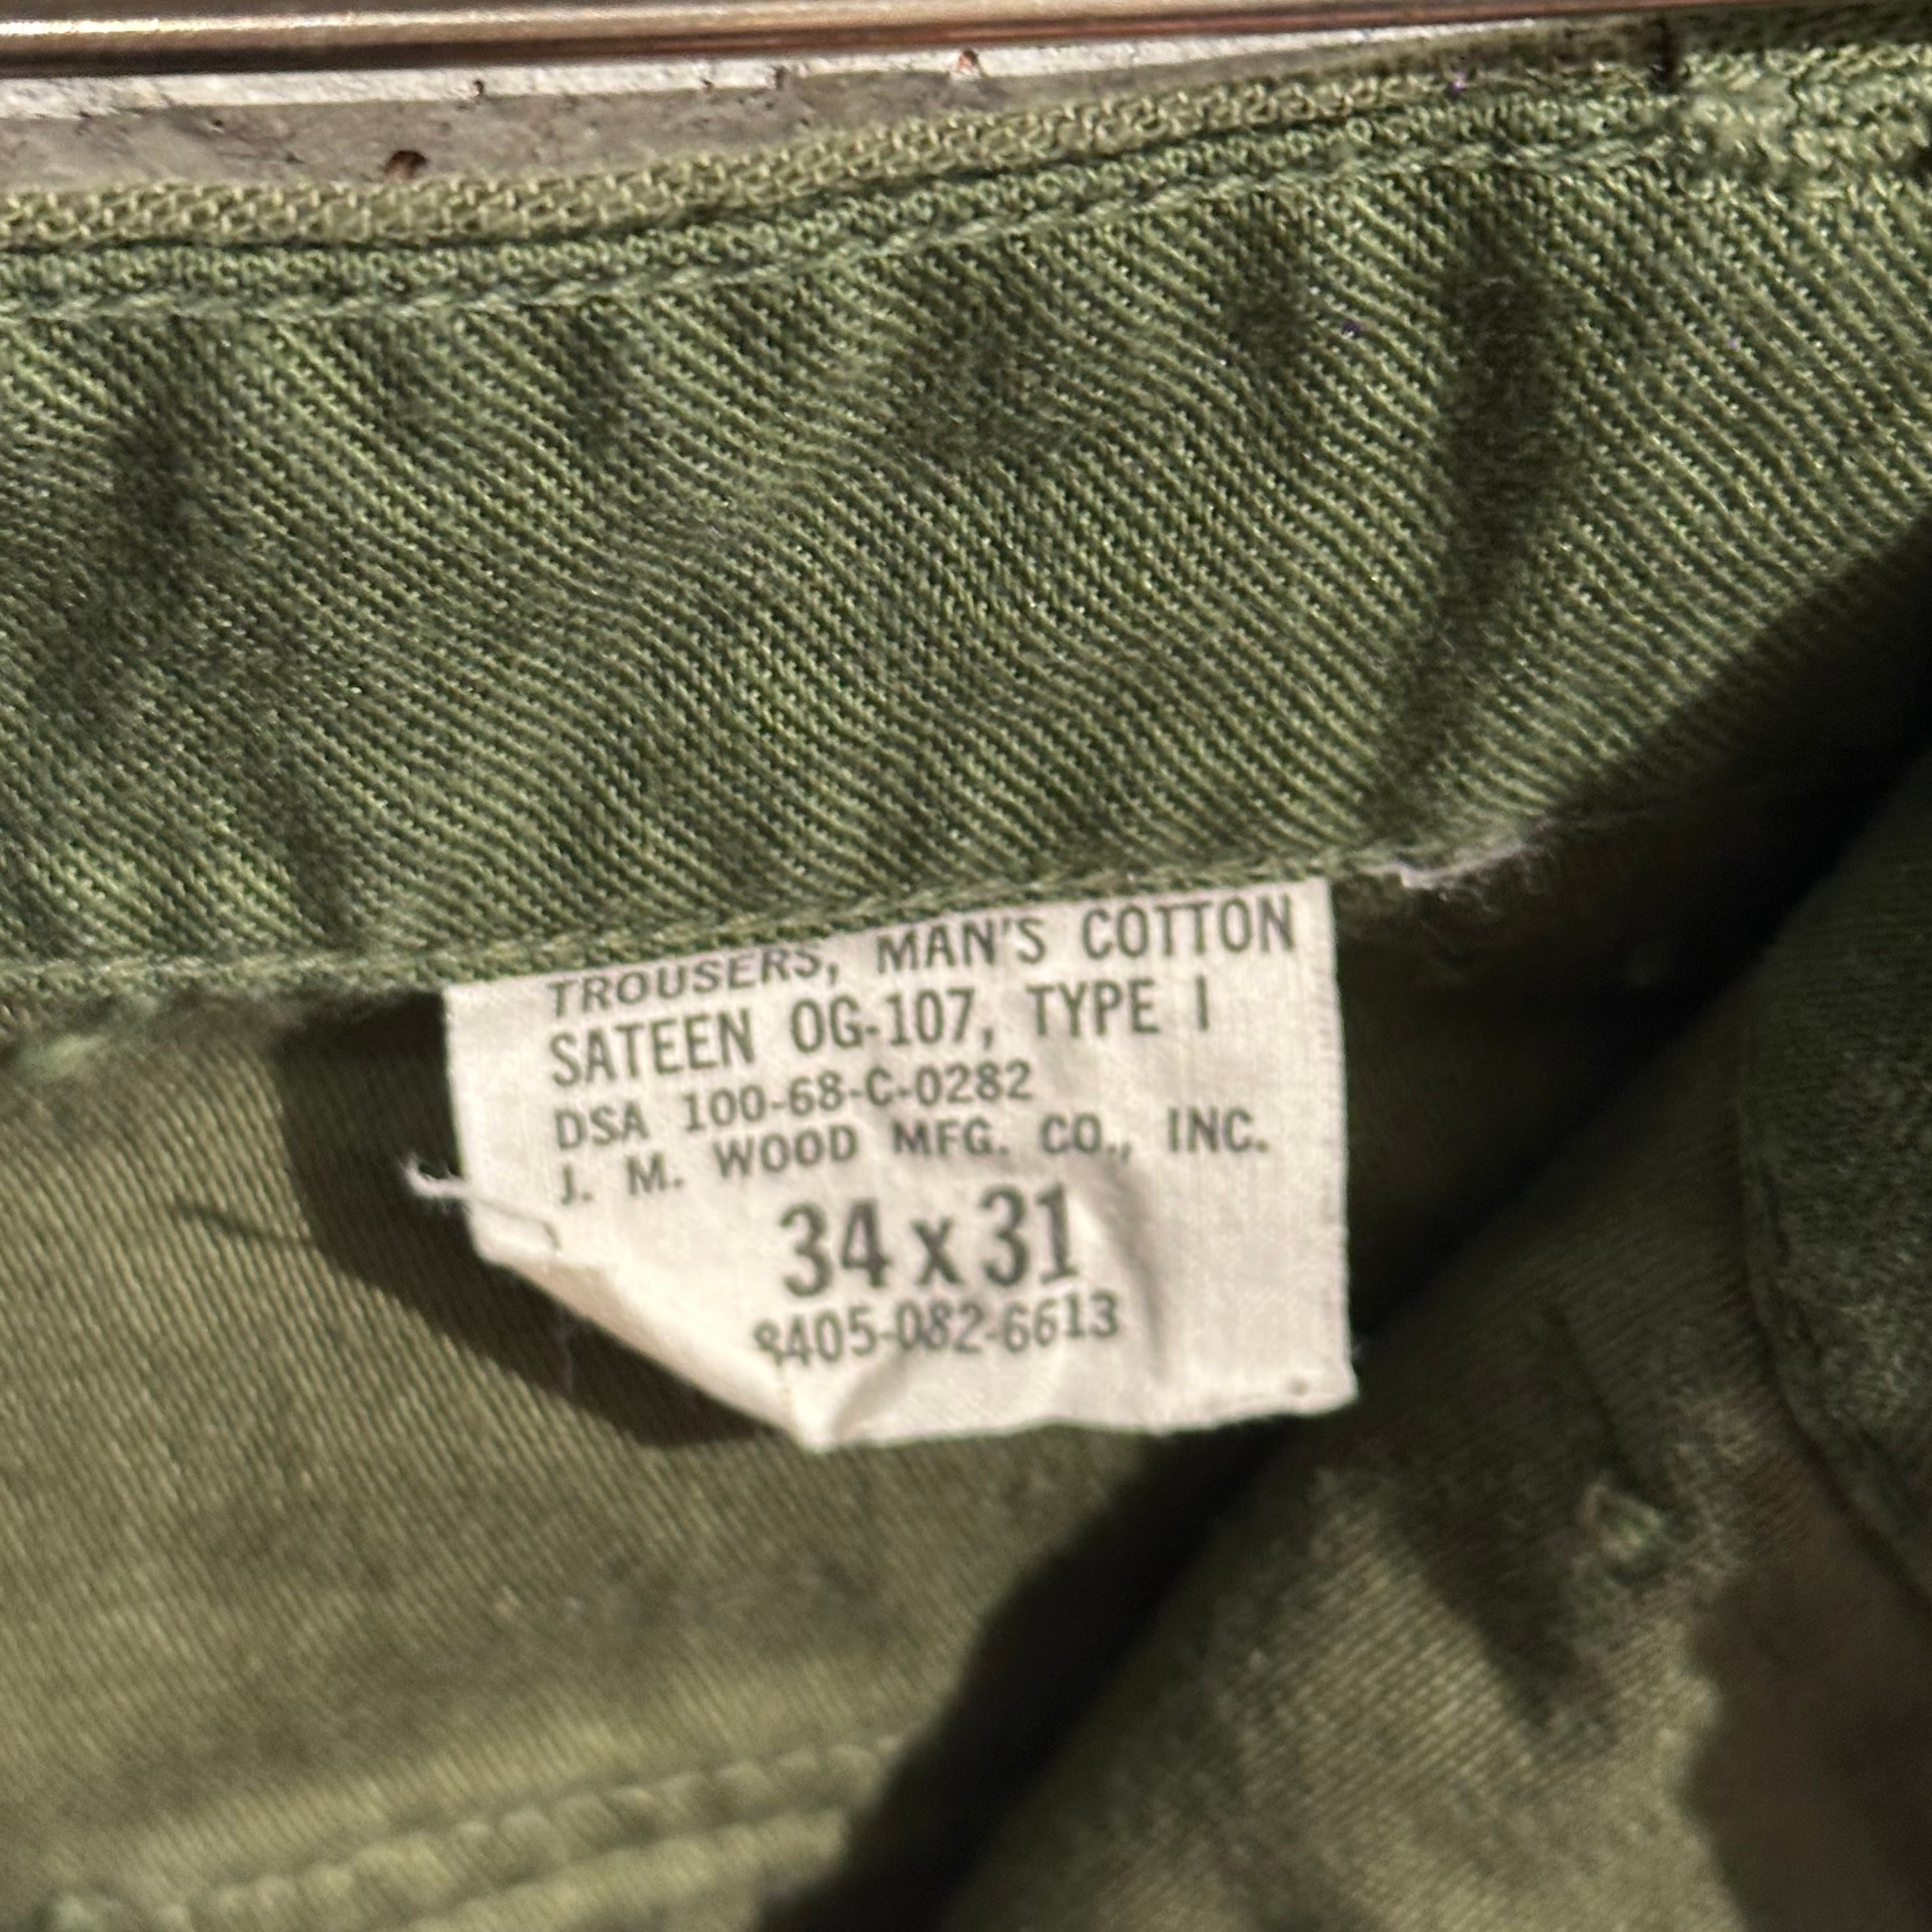 TROUSERS, MAN'S COTTON
SATEEN OG-107, TYPE I
DSA 100-68-C-0282
J. M. WOOD MFG. CO., INC.
34 x 31
8405-082-6613